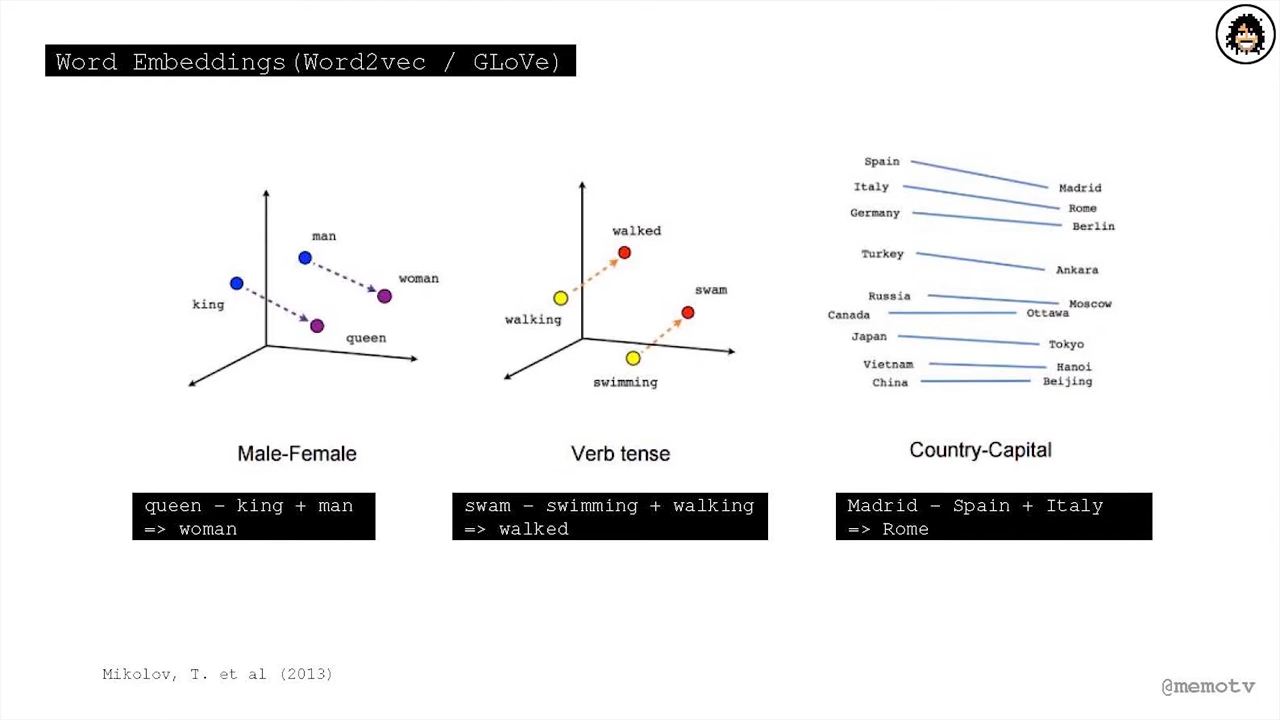 Word Embeddings(Word2vec / GLoVe)
man
woman
king
queen
Male-Female
queen - king + man
=> woman
walked
swam
walking
swimming
Verb tense
swam - swimming + walking
=> walked
Spain
Madrid
Italy
Rome
Germany
Berlin
Turkey
Ankara
Russia
Moscow
Canada
Ottawa
Japan
Tokyo
Vietnam
Hanoi
China
Beijing
Country-Capital
Madrid - Spain + Italy
=> Rome
Mikolov, T. et al (2013)
@memotv